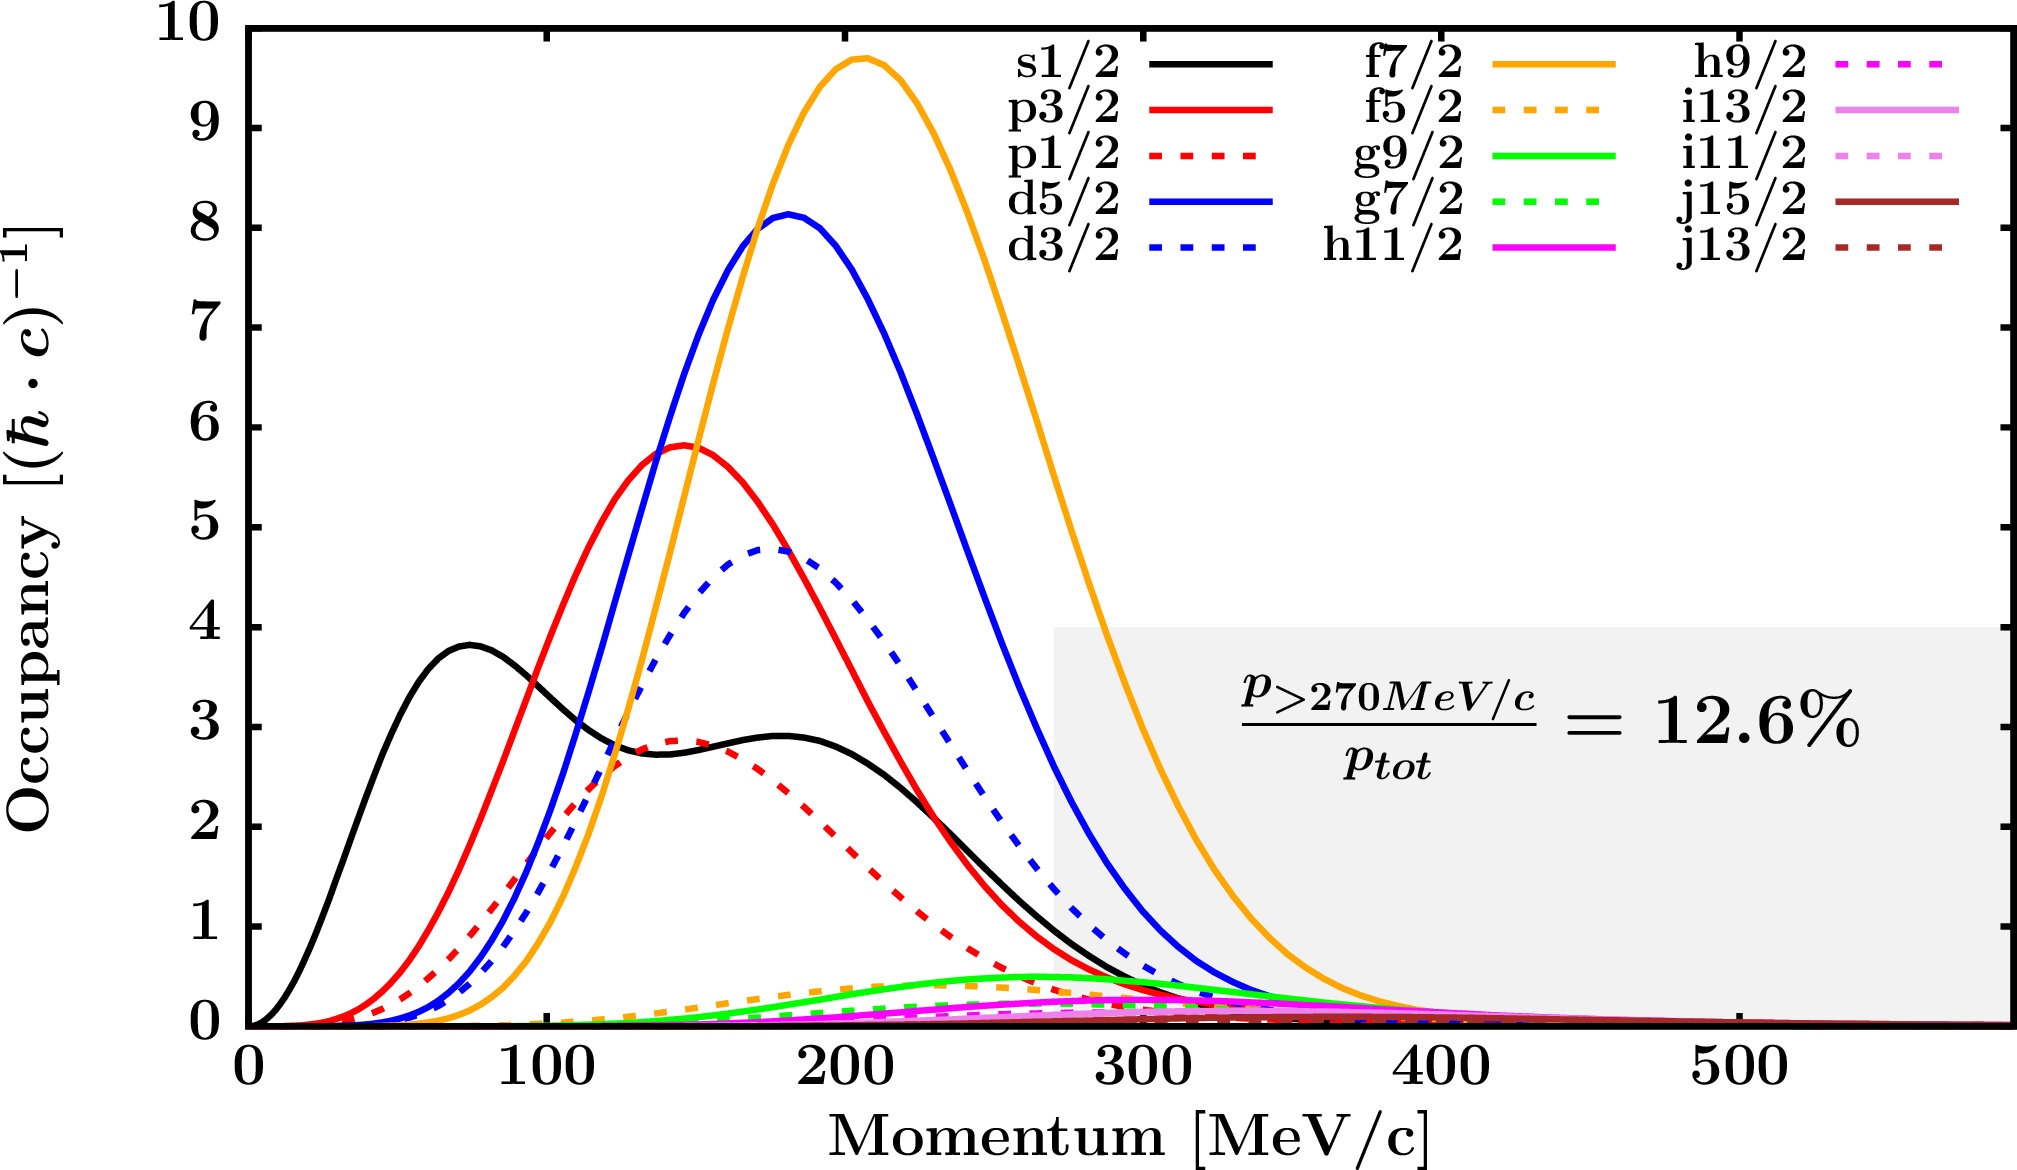 Occupancy [(ħ · c)⁻¹]
10
9
8
7
6
5
4
3
2
1
0
s1/2
p3/2
p1/2
d5/2
d3/2
f7/2
f5/2
g9/2
g7/2
h11/2
h9/2
i13/2
i11/2
j15/2
j13/2
p>270MeV/c
ptot
= 12.6%
0 100 200 300 400 500
Momentum [MeV/c]